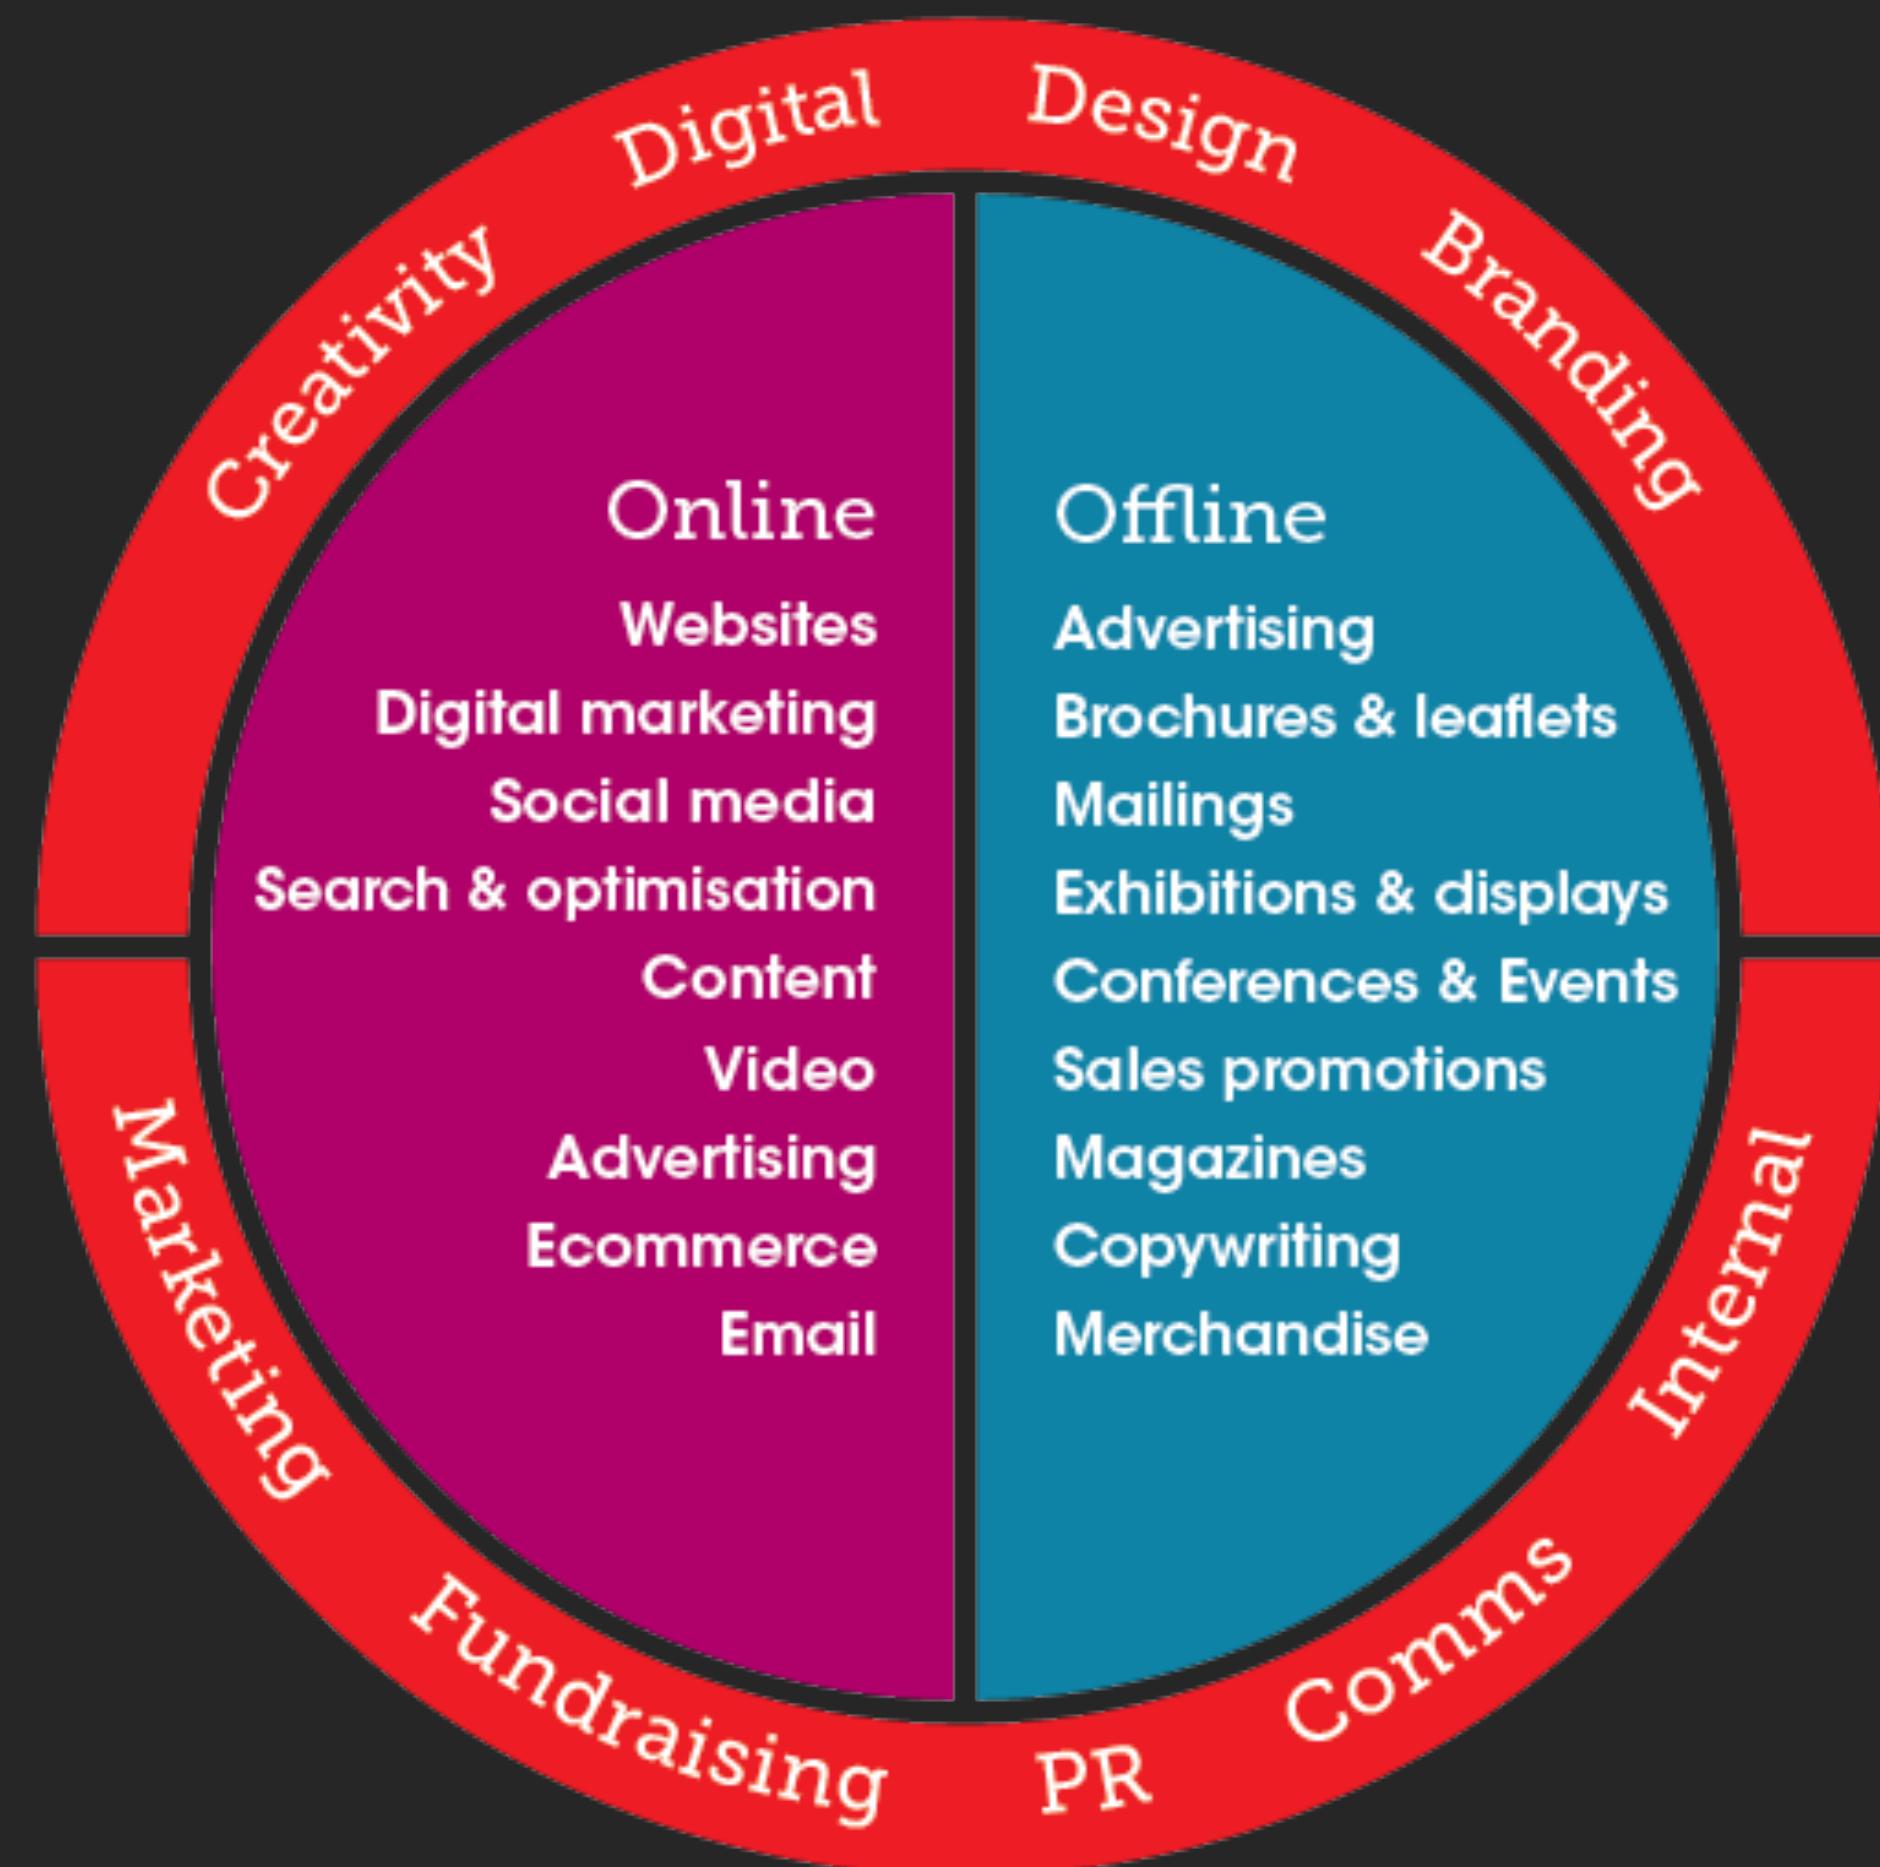 Creativity
Digital
Design
Branding
Online
Websites
Digital marketing
Social media
Search & optimisation
Content
Video
Advertising
Ecommerce
Email
Offline
Advertising
Brochures & leaflets
Mailings
Exhibitions & displays
Conferences & Events
Sales promotions
Magazines
Copywriting
Merchandise
Marketing
Fundraising
PR
Comms
Internal